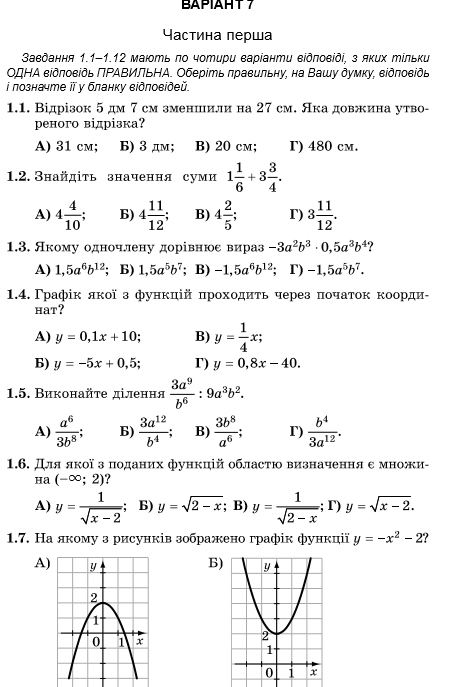 ВАРІАНТ 7
Частина перша
Завдання 1.1–1.12 мають по чотири варіанти відповіді, з яких тільки
ОДНА відповідь ПРАВИЛЬНА. Оберіть правильну, на Вашу думку, відповідь
і позначте її у бланку відповідей.
1.1. Відрізок 5 дм 7 см зменшили на 27 см. Яка довжина утво-
реного відрізка?
А) 31 см; Б) 3 дм; В) 20 см; Г) 480 см.
1.2. Знайдіть значення суми 1 1/6 + 3 3/4.
А) 4 4/10; Б) 4 11/12; В) 4 2/5; Г) 3 11/12.
1.3. Якому одночлену дорівнює вираз −3a²b³ · 0,5a³b⁴?
А) 1,5a⁶b¹²; Б) 1,5a⁵b⁷; В) −1,5a⁶b¹²; Г) −1,5a⁵b⁷.
1.4. Графік якої з функцій проходить через початок коорди-
нат?
А) y = 0,1x + 10; В) y = 1/4 x;
Б) y = −5x + 0,5; Г) y = 0,8x − 40.
1.5. Виконайте ділення 3a⁹/b⁶ : 9a³b².
А) a⁶/3b⁸; Б) 3a¹²/b⁴; В) 3b⁸/a⁶; Г) b⁴/3a¹².
1.6. Для якої з поданих функцій областю визначення є множи-
на (−∞; 2)?
А) y = 1/√(x − 2); Б) y = √(2 − x); В) y = 1/√(2 − x); Г) y = √(x − 2).
1.7. На якому з рисунків зображено графік функції y = −x² − 2?
А) Б)
y y
2
1
0 1 x
2
1
0 1 x